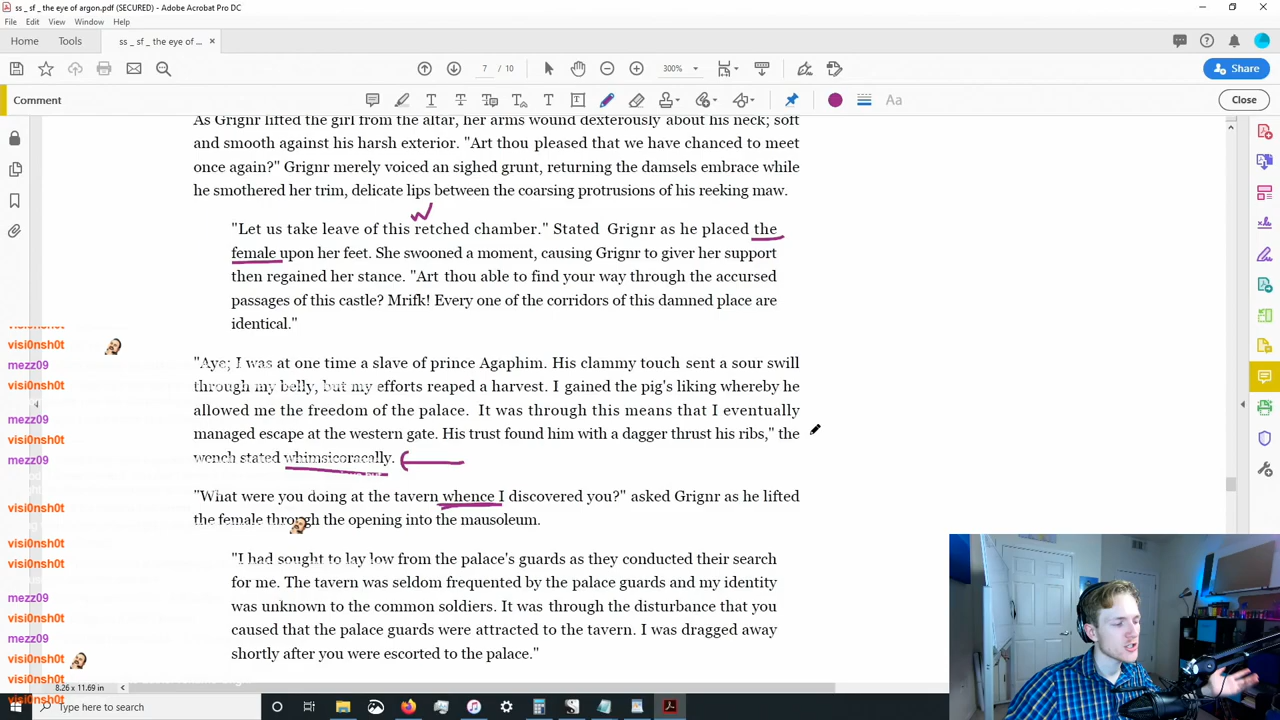 ss _ sf _ the eye of argon.pdf (SECURED) - Adobe Acrobat Pro DC
File Edit View Window Help
Home Tools ss _ sf _ the eye of ... ×
7 / 10 300% Share
Comment Aa Close
As Grignr lifted the girl from the altar, her arms wound dexterously about his neck; soft
and smooth against his harsh exterior. "Art thou pleased that we have chanced to meet
once again?" Grignr merely voiced an sighed grunt, returning the damsels embrace while
he smothered her trim, delicate lips between the coarsing protrusions of his reeking maw.
W
"Let us take leave of this retched chamber." Stated Grignr as he placed the
female upon her feet. She swooned a moment, causing Grignr to giver her support
then regained her stance. "Art thou able to find your way through the accursed
passages of this castle? Mrifk! Every one of the corridors of this damned place are
identical."
"Aye; I was at one time a slave of prince Agaphim. His clammy touch sent a sour swill
through my belly, but my efforts reaped a harvest. I gained the pig's liking whereby he
allowed me the freedom of the palace. It was through this means that I eventually
managed escape at the western gate. His trust found him with a dagger thrust his ribs," the
wench stated whimsicoracally.
"What were you doing at the tavern whence I discovered you?" asked Grignr as he lifted
the female through the opening into the mausoleum.
"I had sought to lay low from the palace's guards as they conducted their search
for me. The tavern was seldom frequented by the palace guards and my identity
was unknown to the common soldiers. It was through the disturbance that you
caused that the palace guards were attracted to the tavern. I was dragged away
shortly after you were escorted to the palace."
visi0nsh0t
visi0nsh0t
mezz09
visi0nsh0t
mezz09
visi0nsh0t
mezz09
visi0nsh0t
visi0nsh0t
visi0nsh0t
mezz09
visi0nsh0t
mezz09
visi0nsh0t
visi0nsh0t
visi0nsh0t
8.26 x 11.69 in
Type here to search